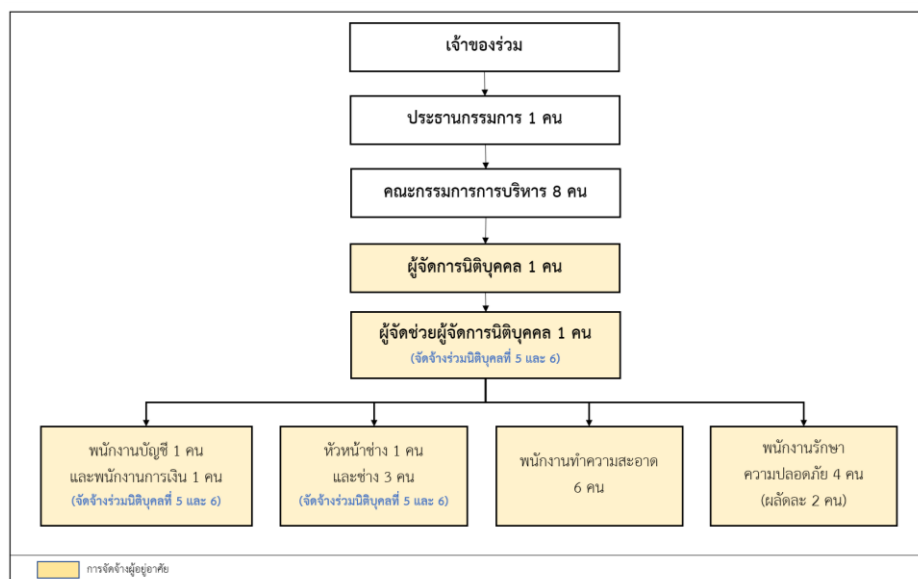 เจ้าของร่วม
ประธานกรรมการ 1 คน
คณะกรรมการการบริหาร 8 คน
ผู้จัดการนิติบุคคล 1 คน
ผู้จัดช่วยผู้จัดการนิติบุคคล 1 คน
(จัดจ้างร่วมนิติบุคลที่ 5 และ 6)
พนักงานบัญชี 1 คน
และพนักงานการเงิน 1 คน
(จัดจ้างร่วมนิติบุคลที่ 5 และ 6)
หัวหน้าช่าง 1 คน
และช่าง 3 คน
(จัดจ้างร่วมนิติบุคลที่ 5 และ 6)
พนักงานทำความสะอาด
6 คน
พนักงานรักษา
ความปลอดภัย 4 คน
(ผลัดละ 2 คน)
การจัดจ้างผู้อยู่อาศัย